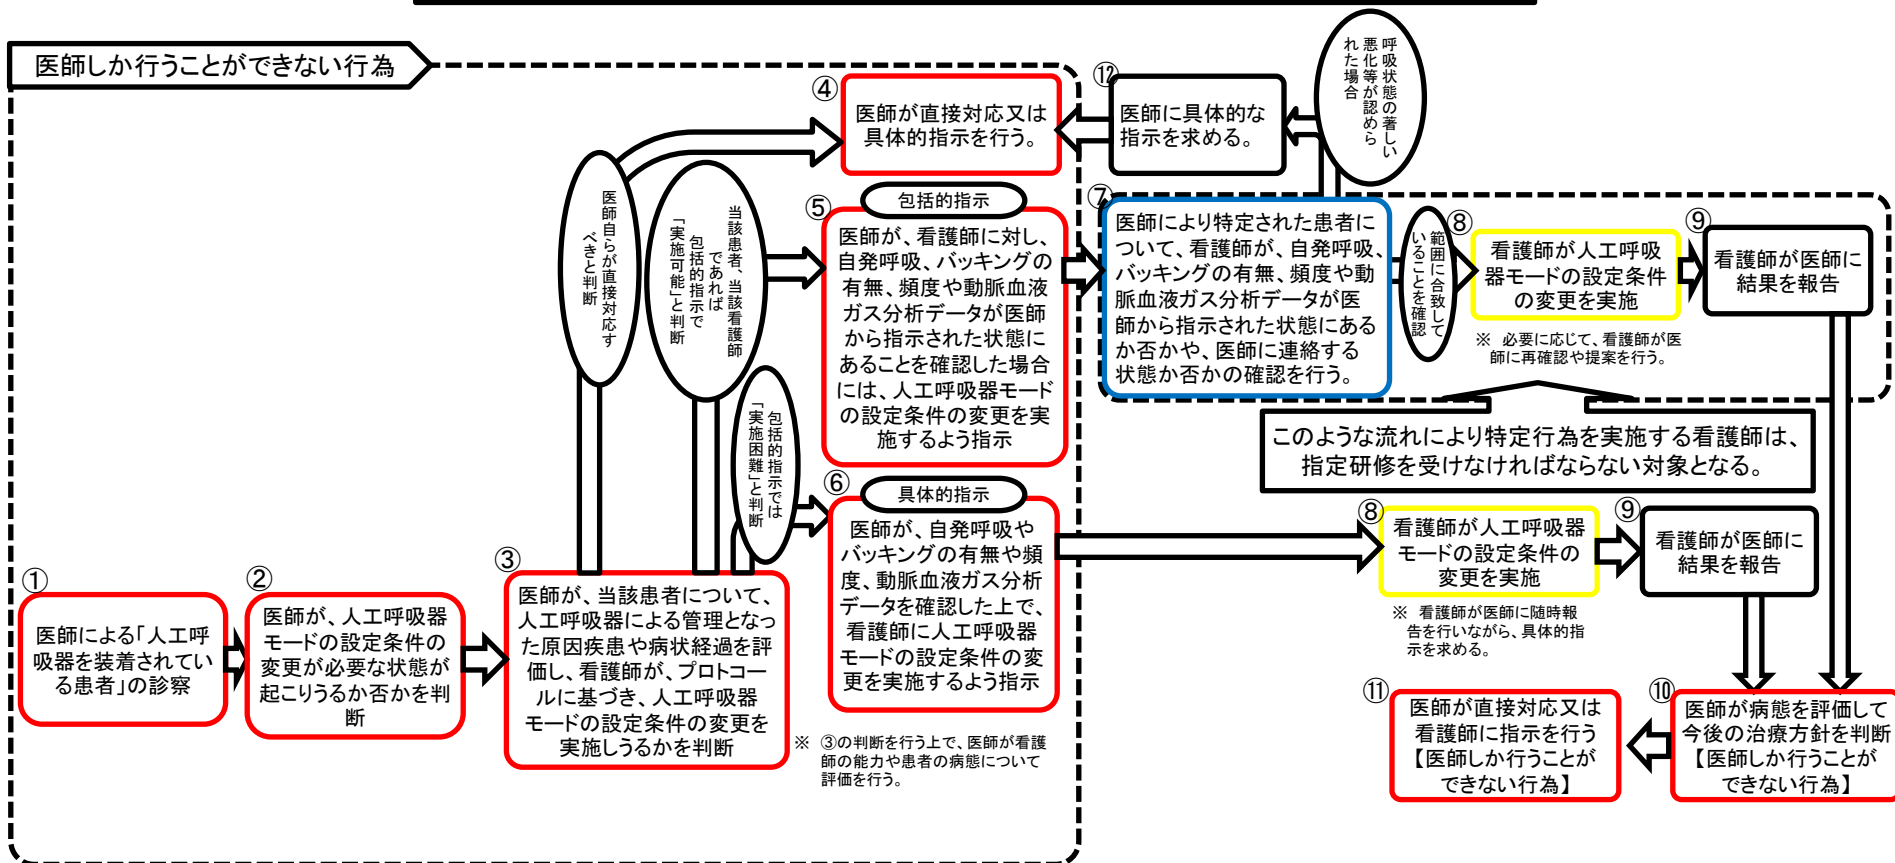 医師しか行うことができない行為
①
医師による「人工呼
吸器を装着されてい
る患者」の診察
②
医師が、人工呼吸器
モードの設定条件の
変更が必要な状態が
起こりうるか否かを判
断
③
医師が、当該患者について、
人工呼吸器による管理となっ
た原因疾患や病状経過を評
価し、看護師が、プロトコー
ルに基づき、人工呼吸器
モードの設定条件の変更を
実施しうるかを判断
※ ③の判断を行う上で、医師が看護
師の能力や患者の病態について
評価を行う。
医師自らが直接対応す
べきと判断
当該患者、当該看護師
であれば
包括的指示で
「実施可能」と判断
包括的指示では
「実施困難」と判断
④
医師が直接対応又は
具体的指示を行う。
⑤
包括的指示
医師が、看護師に対し、
自発呼吸、バッキングの
有無、頻度や動脈血液
ガス分析データが医師
から指示された状態に
あることを確認した場合
には、人工呼吸器モード
の設定条件の変更を実
施するよう指示
⑥
具体的指示
医師が、自発呼吸や
バッキングの有無や頻
度、動脈血液ガス分析
データを確認した上で、
看護師に人工呼吸器
モードの設定条件の変
更を実施するよう指示
⑫
医師に具体的な
指示を求める。
呼吸状態の著しい
悪化等が認めら
れた場合
⑦
医師により特定された患者に
ついて、看護師が、自発呼吸、
バッキングの有無、頻度や動
脈血液ガス分析データが医
師から指示された状態にある
か否かや、医師に連絡する
状態か否かの確認を行う。
範囲に合致して
いることを確認
⑧
看護師が人工呼吸
器モードの設定条件
の変更を実施
※ 必要に応じて、看護師が医
師に再確認や提案を行う。
⑨
看護師が医師に
結果を報告
このような流れにより特定行為を実施する看護師は、
指定研修を受けなければならない対象となる。
⑧
看護師が人工呼吸器
モードの設定条件の
変更を実施
※ 看護師が医師に随時報
告を行いながら、具体的指
示を求める。
⑨
看護師が医師に
結果を報告
⑩
医師が病態を評価して
今後の治療方針を判断
【医師しか行うことが
できない行為】
⑪
医師が直接対応又は
看護師に指示を行う
【医師しか行うことが
できない行為】